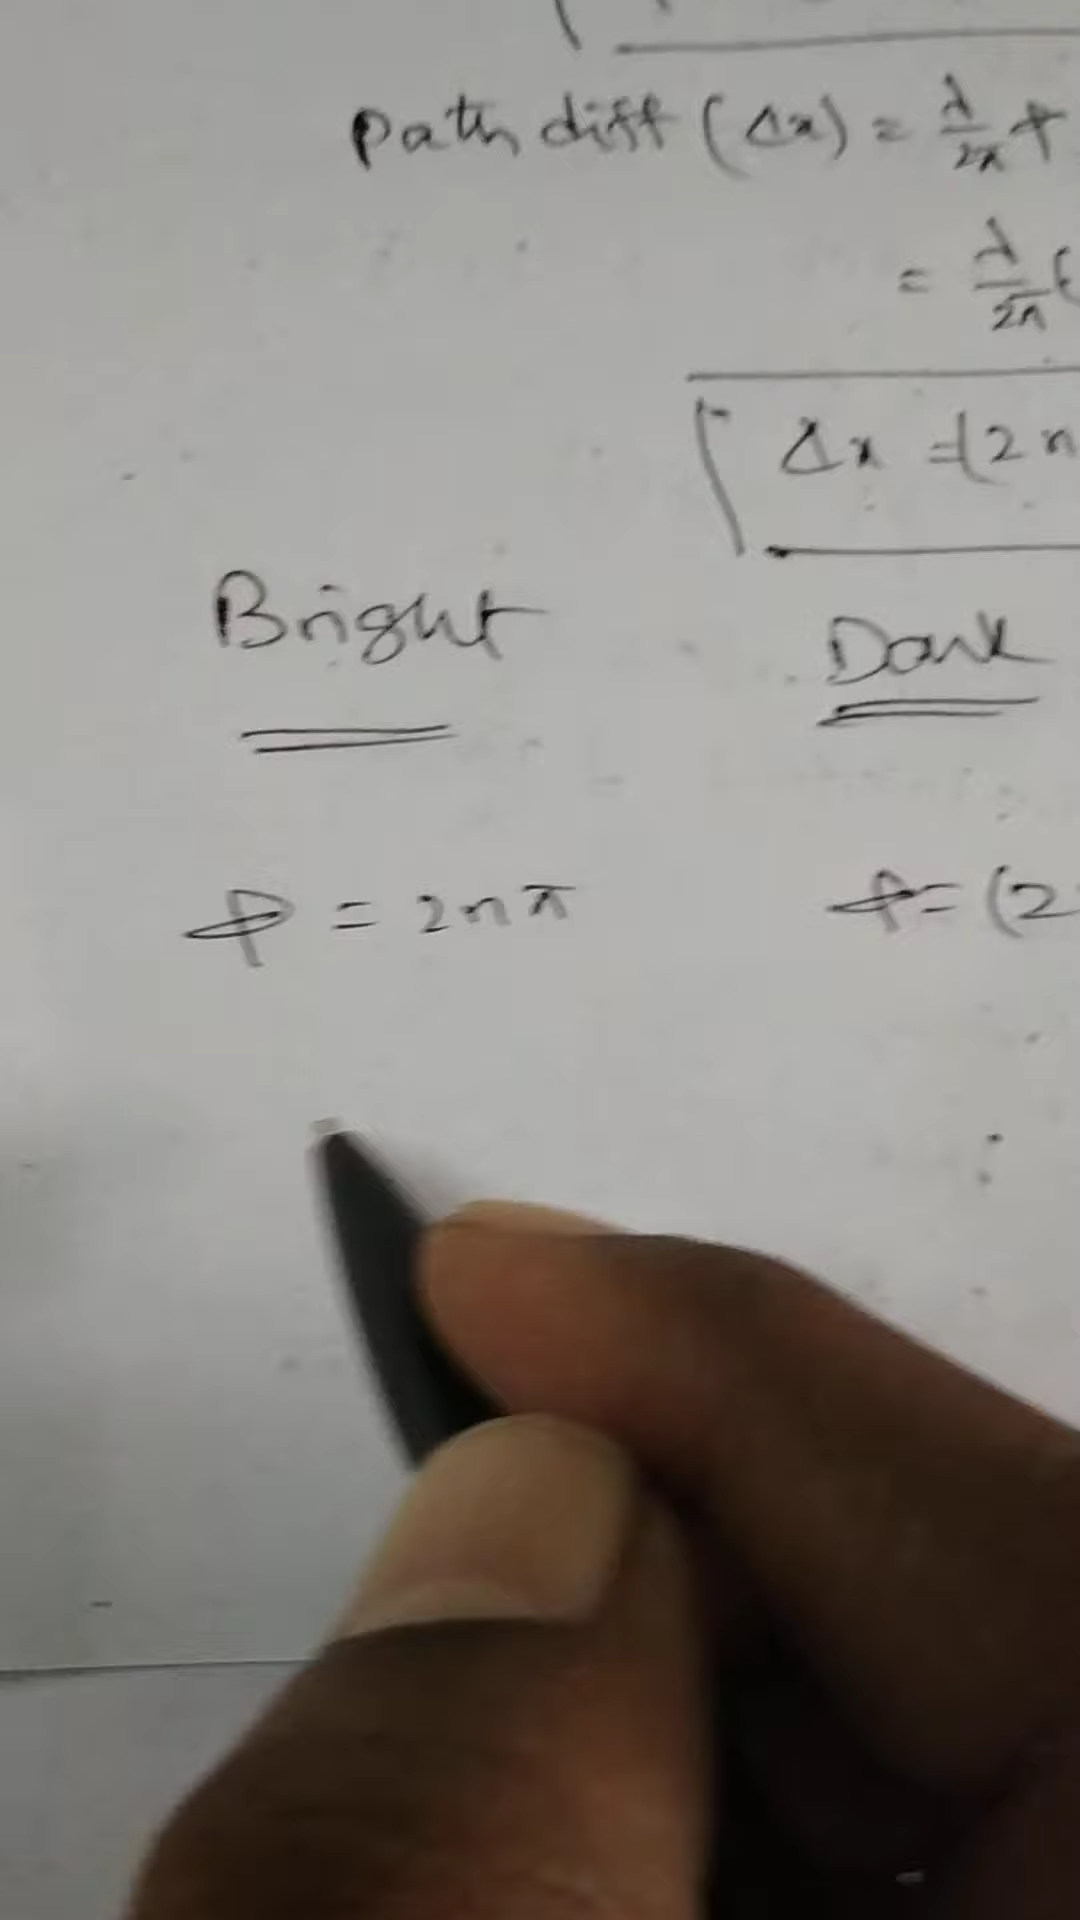 Path diff (Δx) = λ/2π ϕ
= λ/2π (
Δx = (2n
Bright Dark
ϕ = 2nπ ϕ = (2